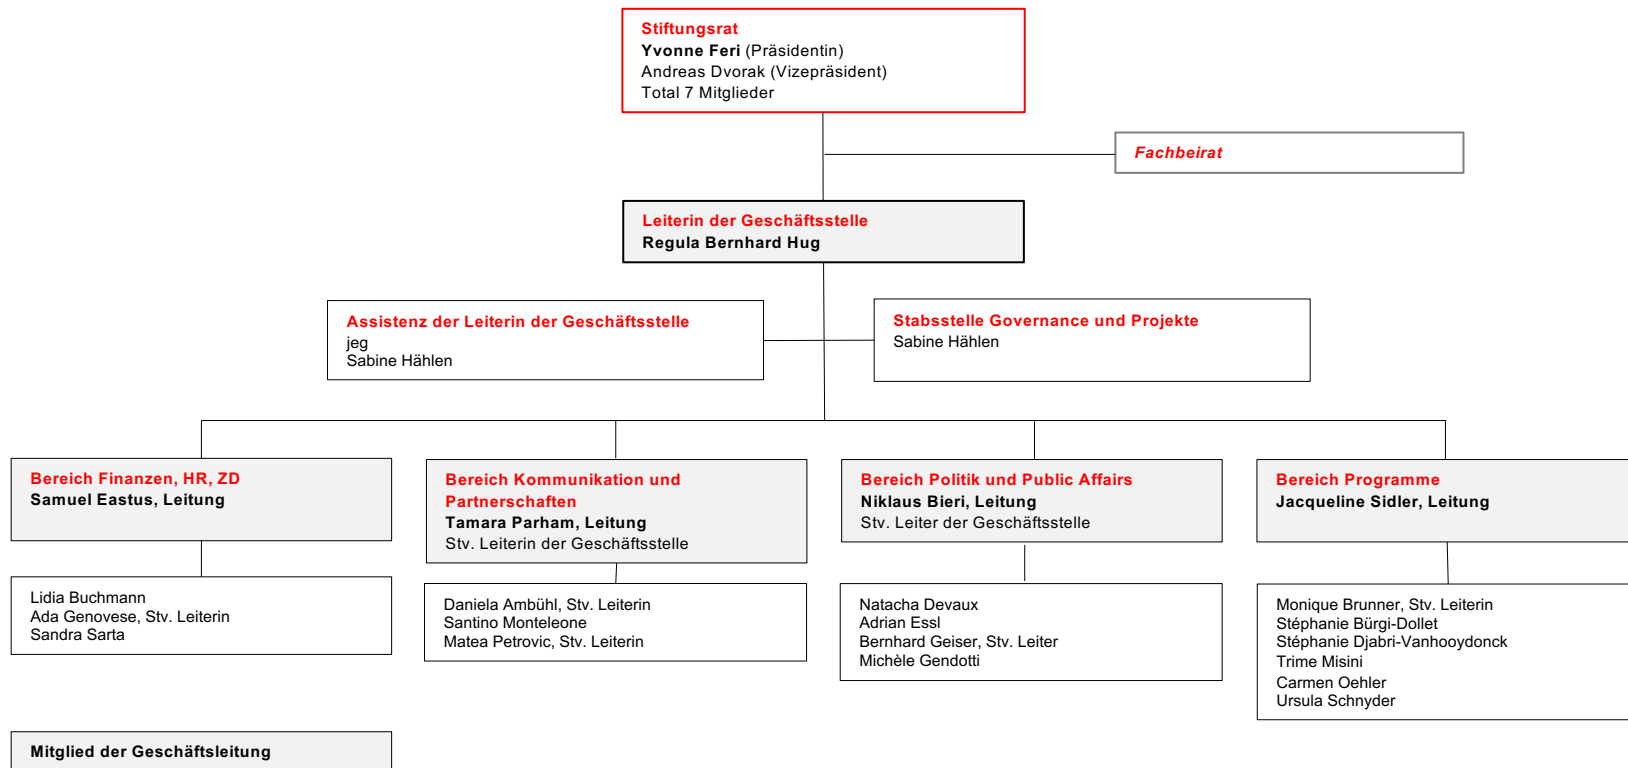 Stiftungsrat
Yvonne Feri (Präsidentin)
Andreas Dvorak (Vizepräsident)
Total 7 Mitglieder
Fachbeirat
Leiterin der Geschäftsstelle
Regula Bernhard Hug
Assistenz der Leiterin der Geschäftsstelle
jeg
Sabine Hählen
Stabsstelle Governance und Projekte
Sabine Hählen
Bereich Finanzen, HR, ZD
Samuel Eastus, Leitung
Lidia Buchmann
Ada Genovese, Stv. Leiterin
Sandra Sarta
Bereich Kommunikation und
Partnerschaften
Tamara Parham, Leitung
Stv. Leiterin der Geschäftsstelle
Daniela Ambühl, Stv. Leiterin
Santino Monteleone
Matea Petrovic, Stv. Leiterin
Bereich Politik und Public Affairs
Niklaus Bieri, Leitung
Stv. Leiter der Geschäftsstelle
Natacha Devaux
Adrian Essl
Bernhard Geiser, Stv. Leiter
Michèle Gendotti
Bereich Programme
Jacqueline Sidler, Leitung
Monique Brunner, Stv. Leiterin
Stéphanie Bürgi-Dollet
Stéphanie Djabri-Vanhooydonck
Trime Misini
Carmen Oehler
Ursula Schnyder
Mitglied der Geschäftsleitung